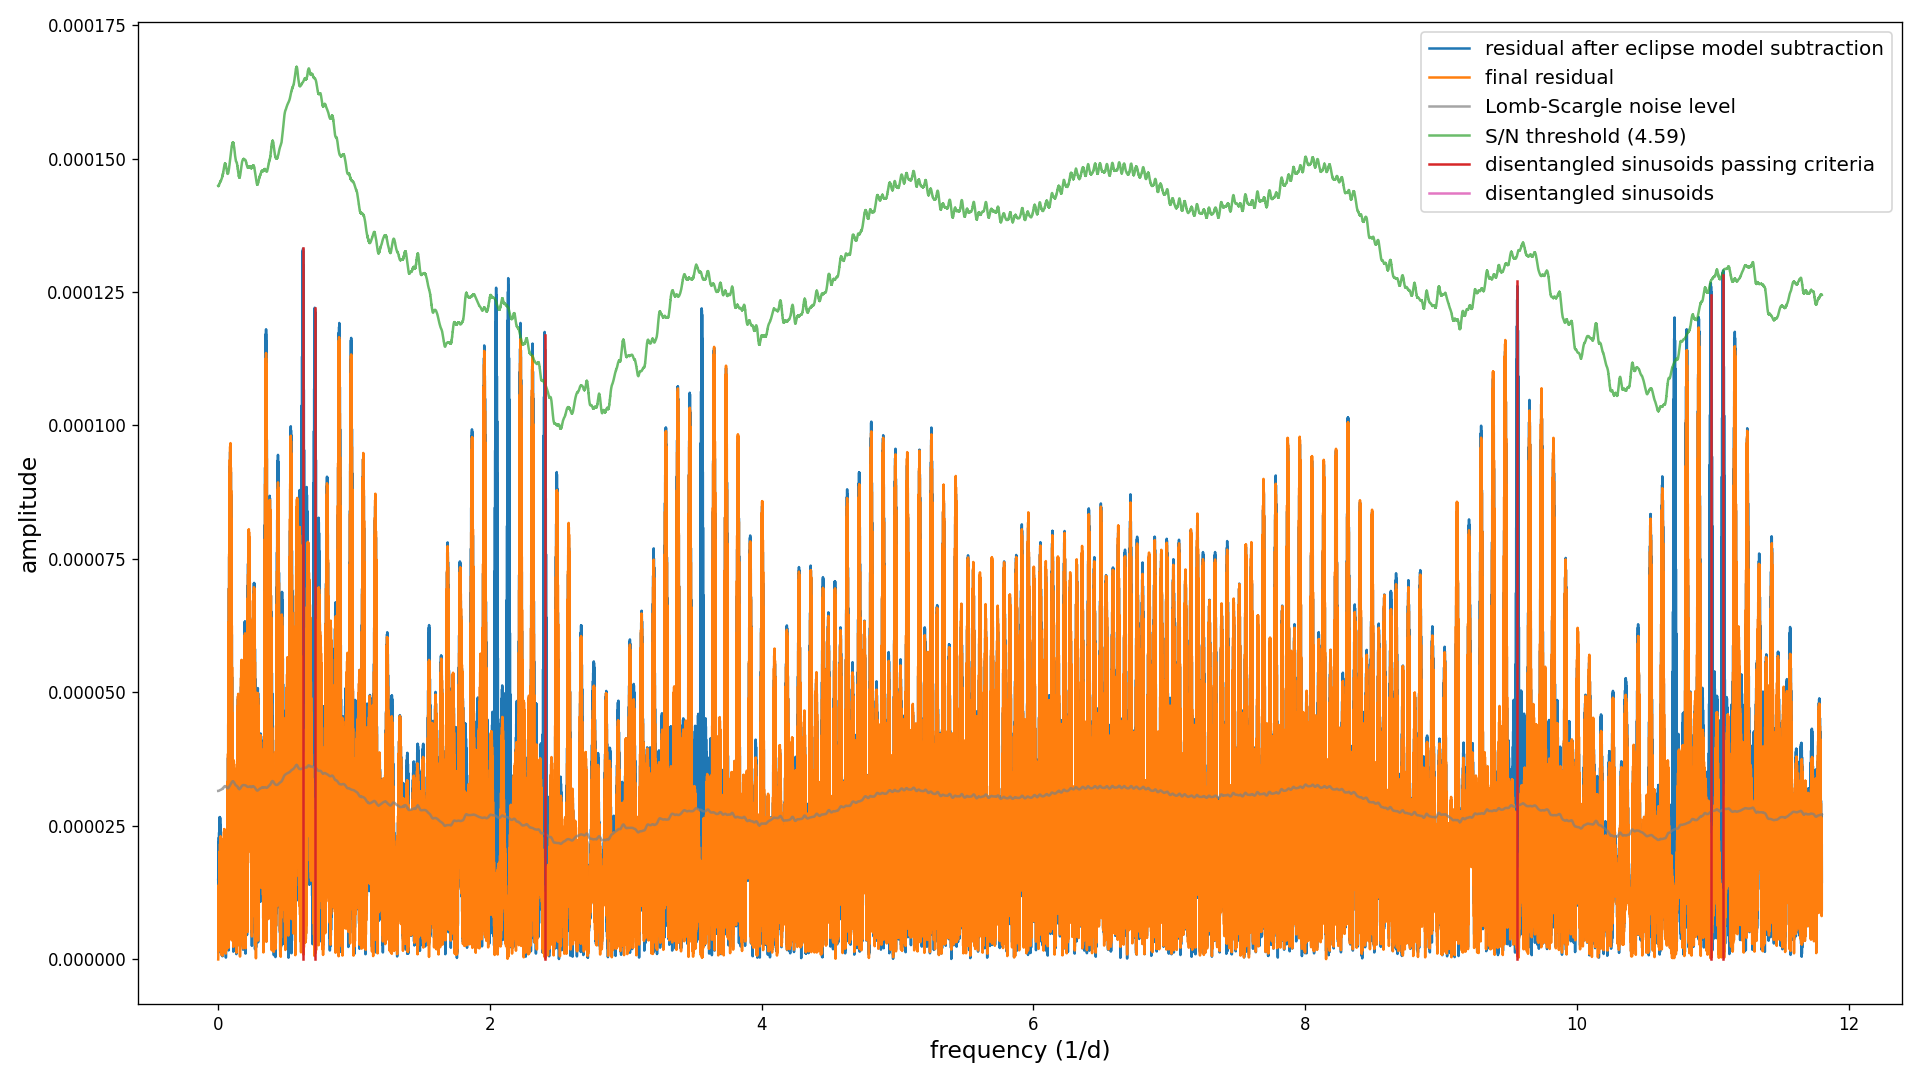 0.000175
0.000150
0.000125
0.000100
0.000075
0.000050
0.000025
0.000000
amplitude
residual after eclipse model subtraction
final residual
Lomb-Scargle noise level
S/N threshold (4.59)
disentangled sinusoids passing criteria
disentangled sinusoids
0 2 4 6 8 10 12
frequency (1/d)